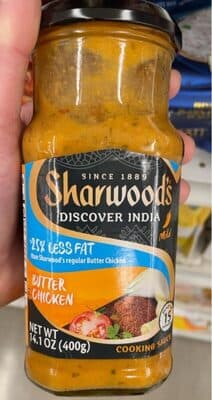 SINCE 1889
Sharwood's
DISCOVER INDIA
mild
-25% LESS FAT
than Sharwood's regular Butter Chicken
BUTTER
CHICKEN
NET WT
14.1 OZ (400g)
15
COOKING SAUCE